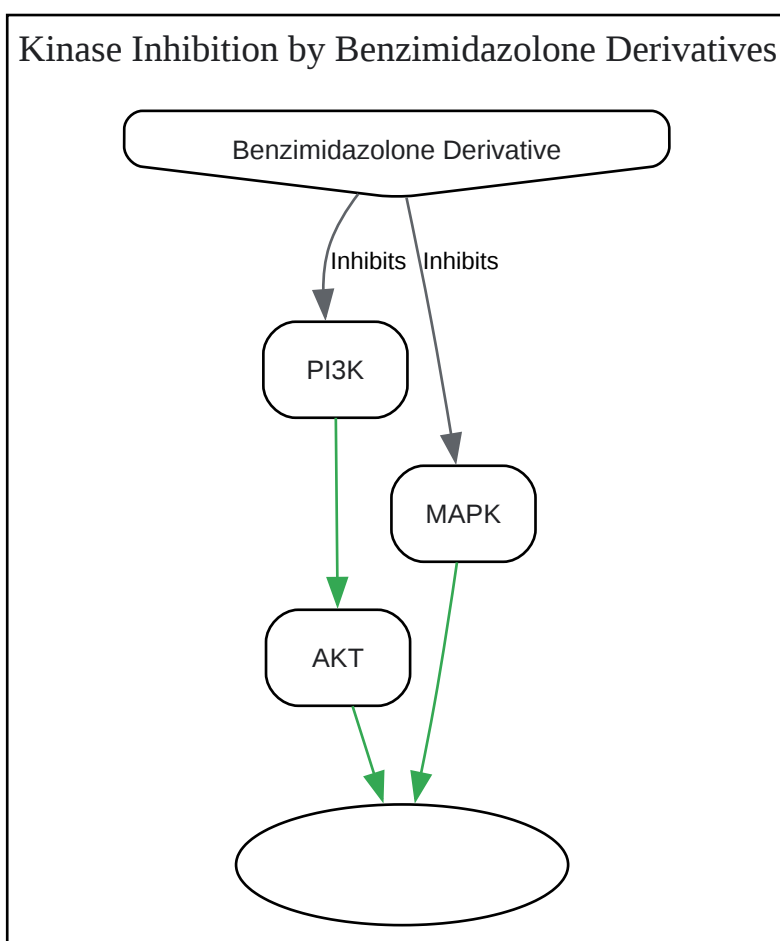 Kinase Inhibition by Benzimidazolone Derivatives
Benzimidazolone Derivative
Inhibits Inhibits
PI3K
MAPK
AKT